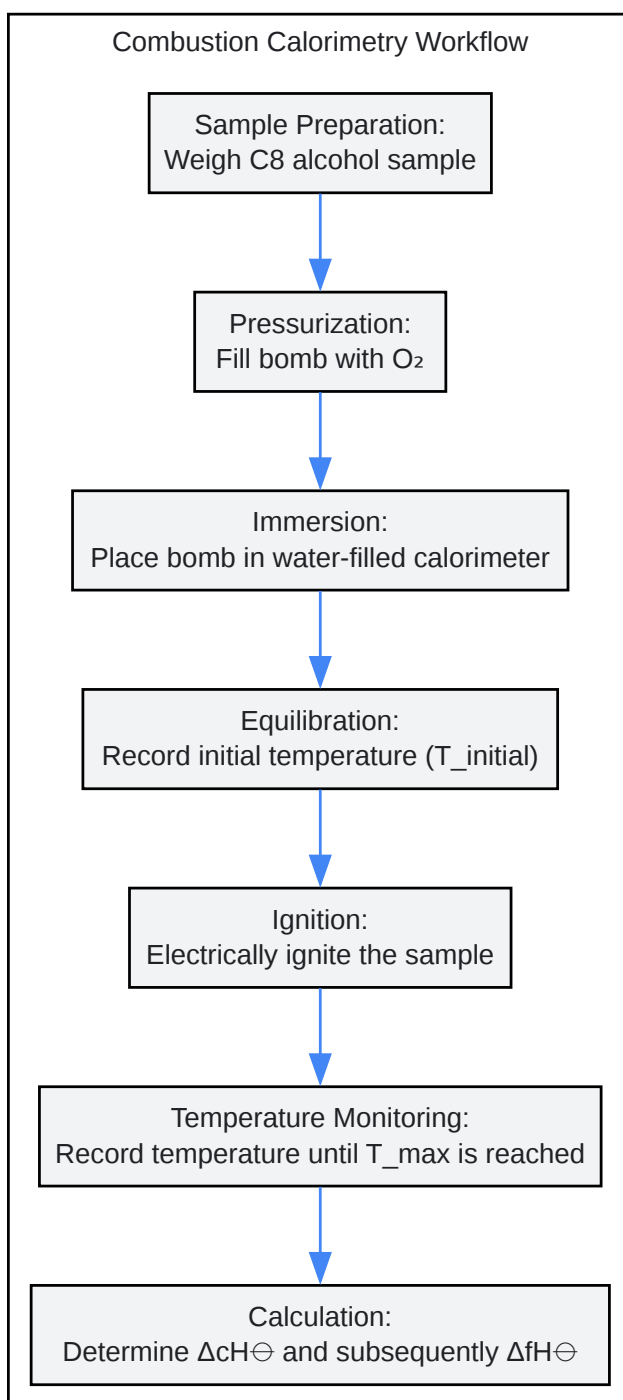 Combustion Calorimetry Workflow
Sample Preparation:
Weigh C8 alcohol sample
Pressurization:
Fill bomb with O₂
Immersion:
Place bomb in water-filled calorimeter
Equilibration:
Record initial temperature (T_initial)
Ignition:
Electrically ignite the sample
Temperature Monitoring:
Record temperature until T_max is reached
Calculation:
Determine ΔcH⦵ and subsequently ΔfH⦵